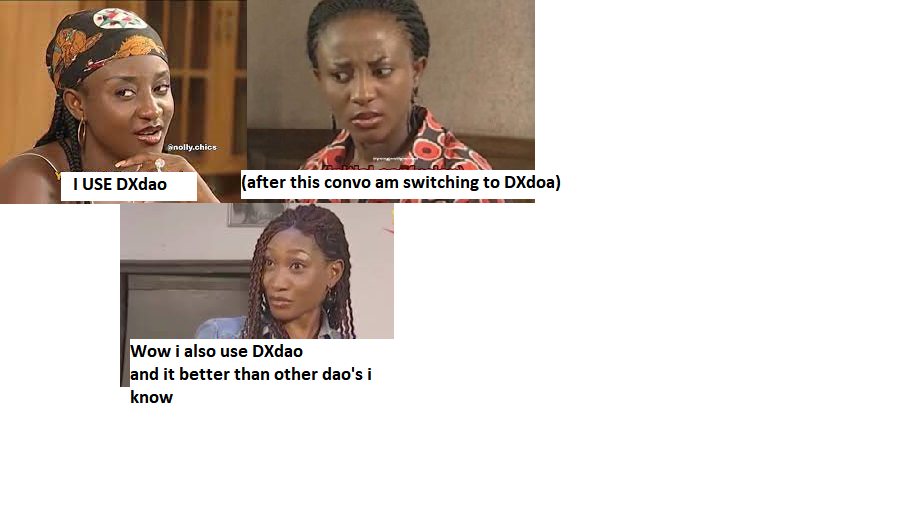 @nolly.chics
I USE DXdao
(after this convo am switching to DXdoa)
Wow i also use DXdao
and it better than other dao's i
know